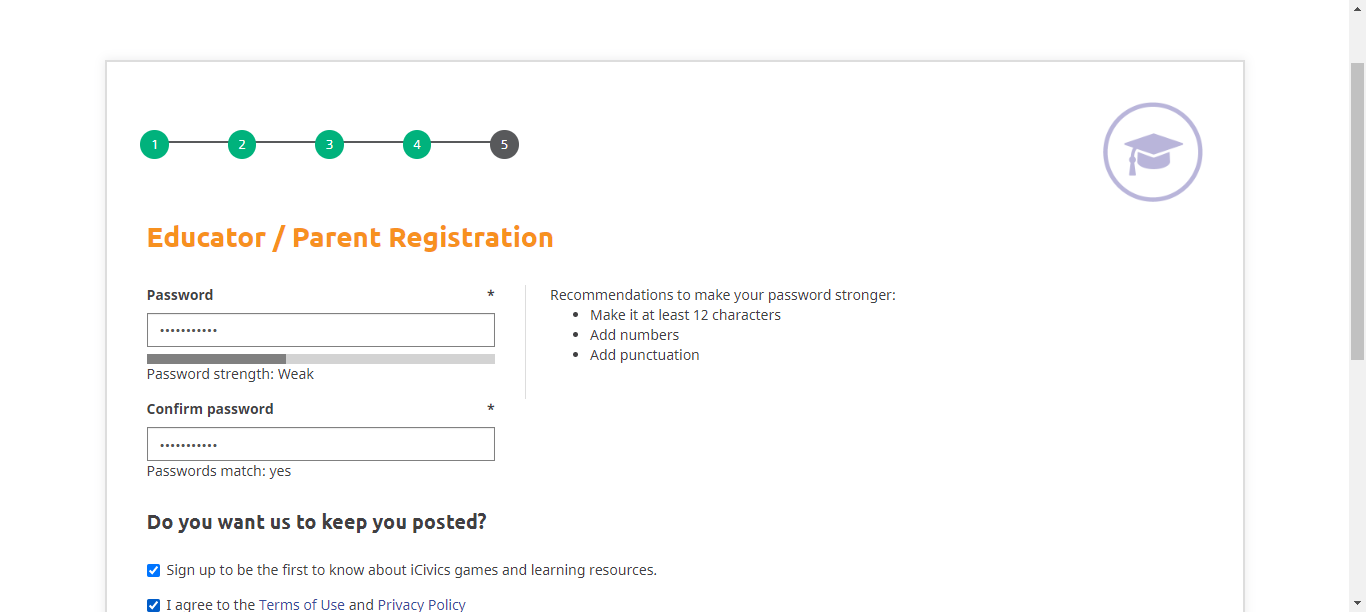 1 2 3 4 5
Educator / Parent Registration
Password *
•••••••••••
Password strength: Weak
Recommendations to make your password stronger:
• Make it at least 12 characters
• Add numbers
• Add punctuation
Confirm password *
•••••••••••
Passwords match: yes
Do you want us to keep you posted?
Sign up to be the first to know about iCivics games and learning resources.
I agree to the Terms of Use and Privacy Policy